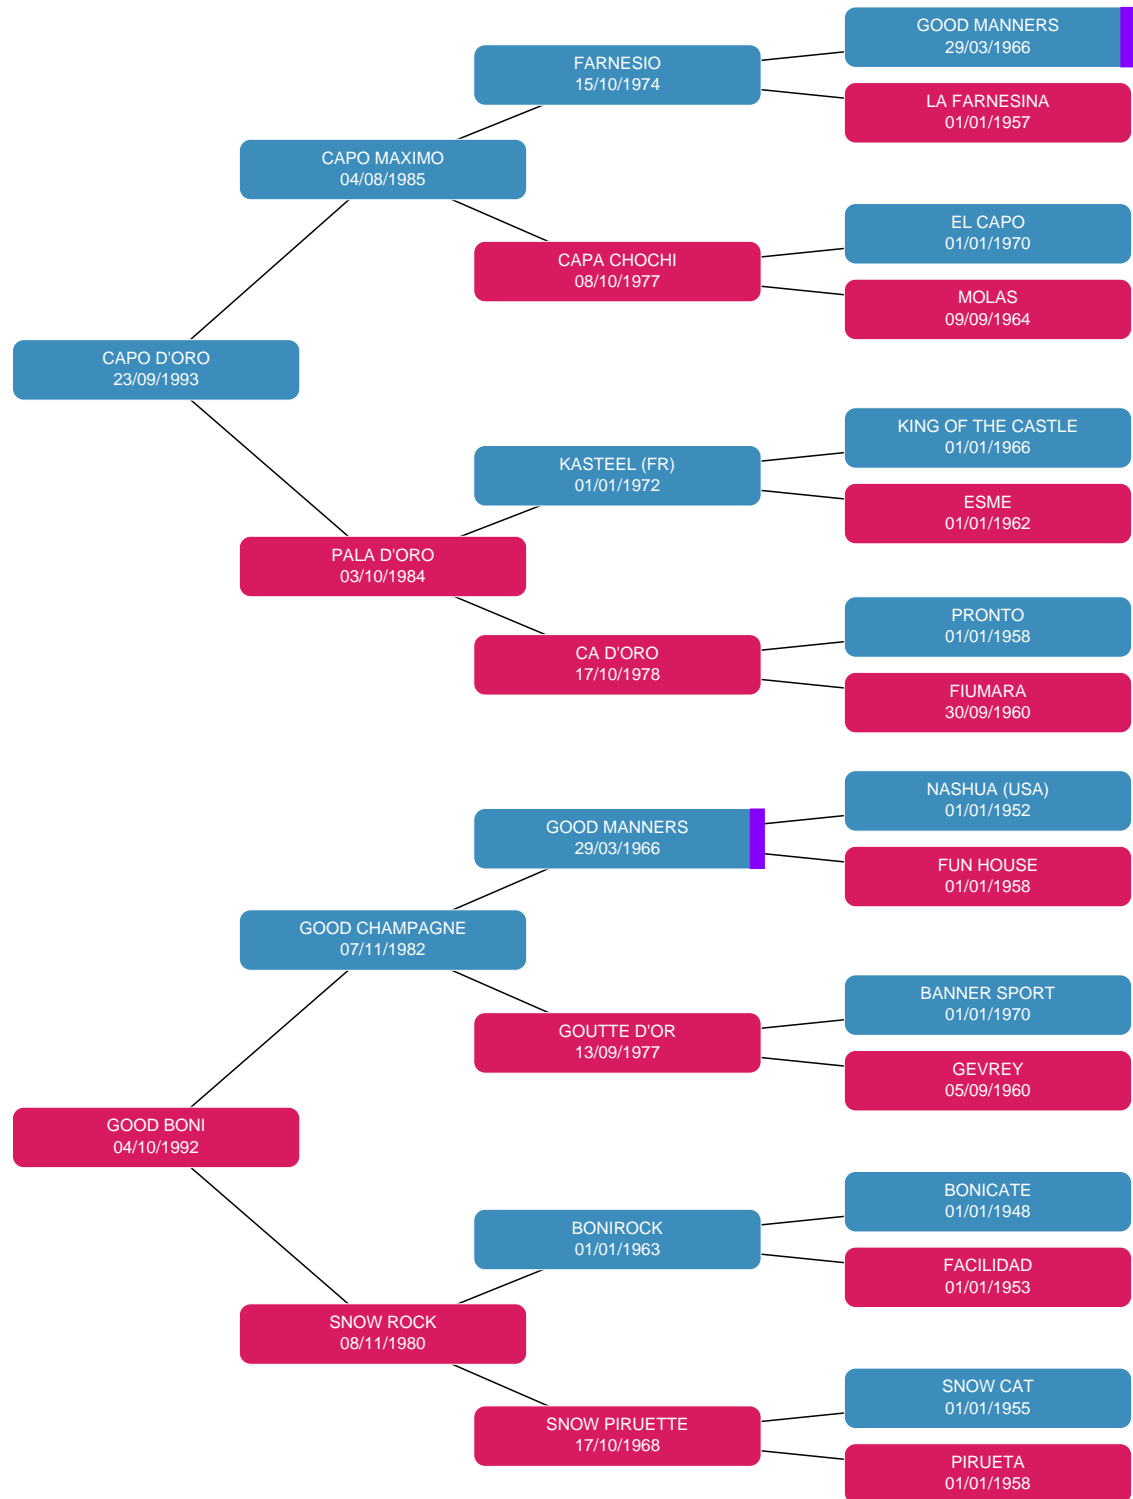 GOOD MANNERS
29/03/1966
FARNESIO
15/10/1974
LA FARNESINA
01/01/1957
CAPO MAXIMO
04/08/1985
EL CAPO
01/01/1970
CAPA CHOCHI
08/10/1977
MOLAS
09/09/1964
CAPO D'ORO
23/09/1993
KING OF THE CASTLE
01/01/1966
KASTEEL (FR)
01/01/1972
ESME
01/01/1962
PALA D'ORO
03/10/1984
PRONTO
01/01/1958
CA D'ORO
17/10/1978
FIUMARA
30/09/1960
NASHUA (USA)
01/01/1952
GOOD MANNERS
29/03/1966
FUN HOUSE
01/01/1958
GOOD CHAMPAGNE
07/11/1982
BANNER SPORT
01/01/1970
GOUTTE D'OR
13/09/1977
GEVREY
05/09/1960
GOOD BONI
04/10/1992
BONICATE
01/01/1948
BONIROCK
01/01/1963
FACILIDAD
01/01/1953
SNOW ROCK
08/11/1980
SNOW CAT
01/01/1955
SNOW PIRUETTE
17/10/1968
PIRUETA
01/01/1958